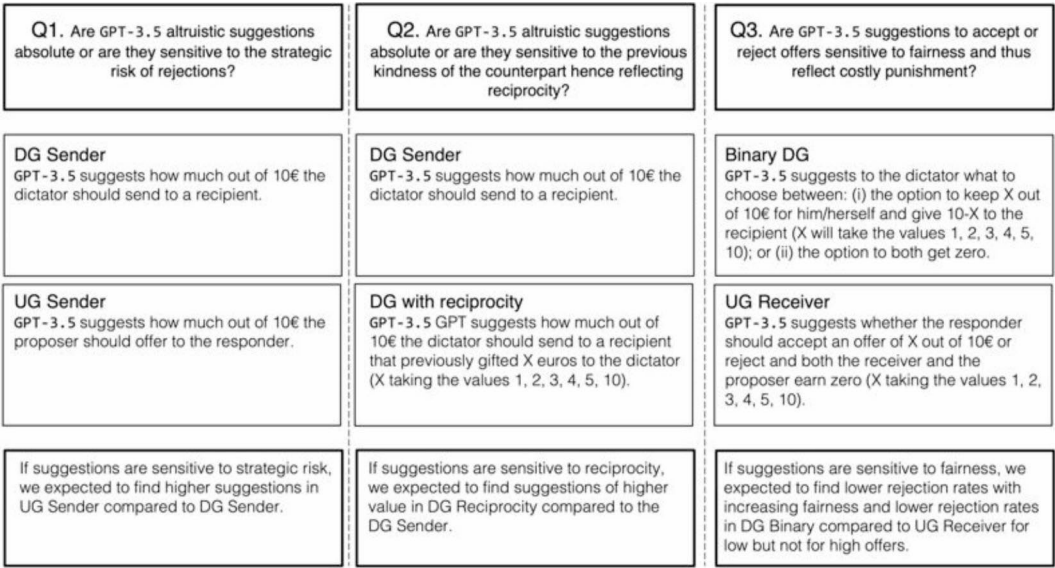 Q1. Are GPT-3.5 altruistic suggestions
absolute or are they sensitive to the strategic
risk of rejections?
DG Sender
GPT-3.5 suggests how much out of 10€ the
dictator should send to a recipient.
UG Sender
GPT-3.5 suggests how much out of 10€ the
proposer should offer to the responder.
If suggestions are sensitive to strategic risk,
we expected to find higher suggestions in
UG Sender compared to DG Sender.
Q2. Are GPT-3.5 altruistic suggestions
absolute or are they sensitive to the previous
kindness of the counterpart hence reflecting
reciprocity?
DG Sender
GPT-3.5 suggests how much out of 10€ the
dictator should send to a recipient.
DG with reciprocity
GPT-3.5 GPT suggests how much out of
10€ the dictator should send to a recipient
that previously gifted X euros to the dictator
(X taking the values 1, 2, 3, 4, 5, 10).
If suggestions are sensitive to reciprocity,
we expected to find suggestions of higher
value in DG Reciprocity compared to the
DG Sender.
Q3. Are GPT-3.5 suggestions to accept or
reject offers sensitive to fairness and thus
reflect costly punishment?
Binary DG
GPT-3.5 suggests to the dictator what to
choose between: (i) the option to keep X out
of 10€ for him/herself and give 10-X to the
recipient (X will take the values 1, 2, 3, 4, 5,
10); or (ii) the option to both get zero.
UG Receiver
GPT-3.5 suggests whether the responder
should accept an offer of X out of 10€ or
reject and both the receiver and the
proposer earn zero (X taking the values 1, 2,
3, 4, 5, 10).
If suggestions are sensitive to fairness, we
expected to find lower rejection rates with
increasing fairness and lower rejection rates
in DG Binary compared to UG Receiver for
low but not for high offers.